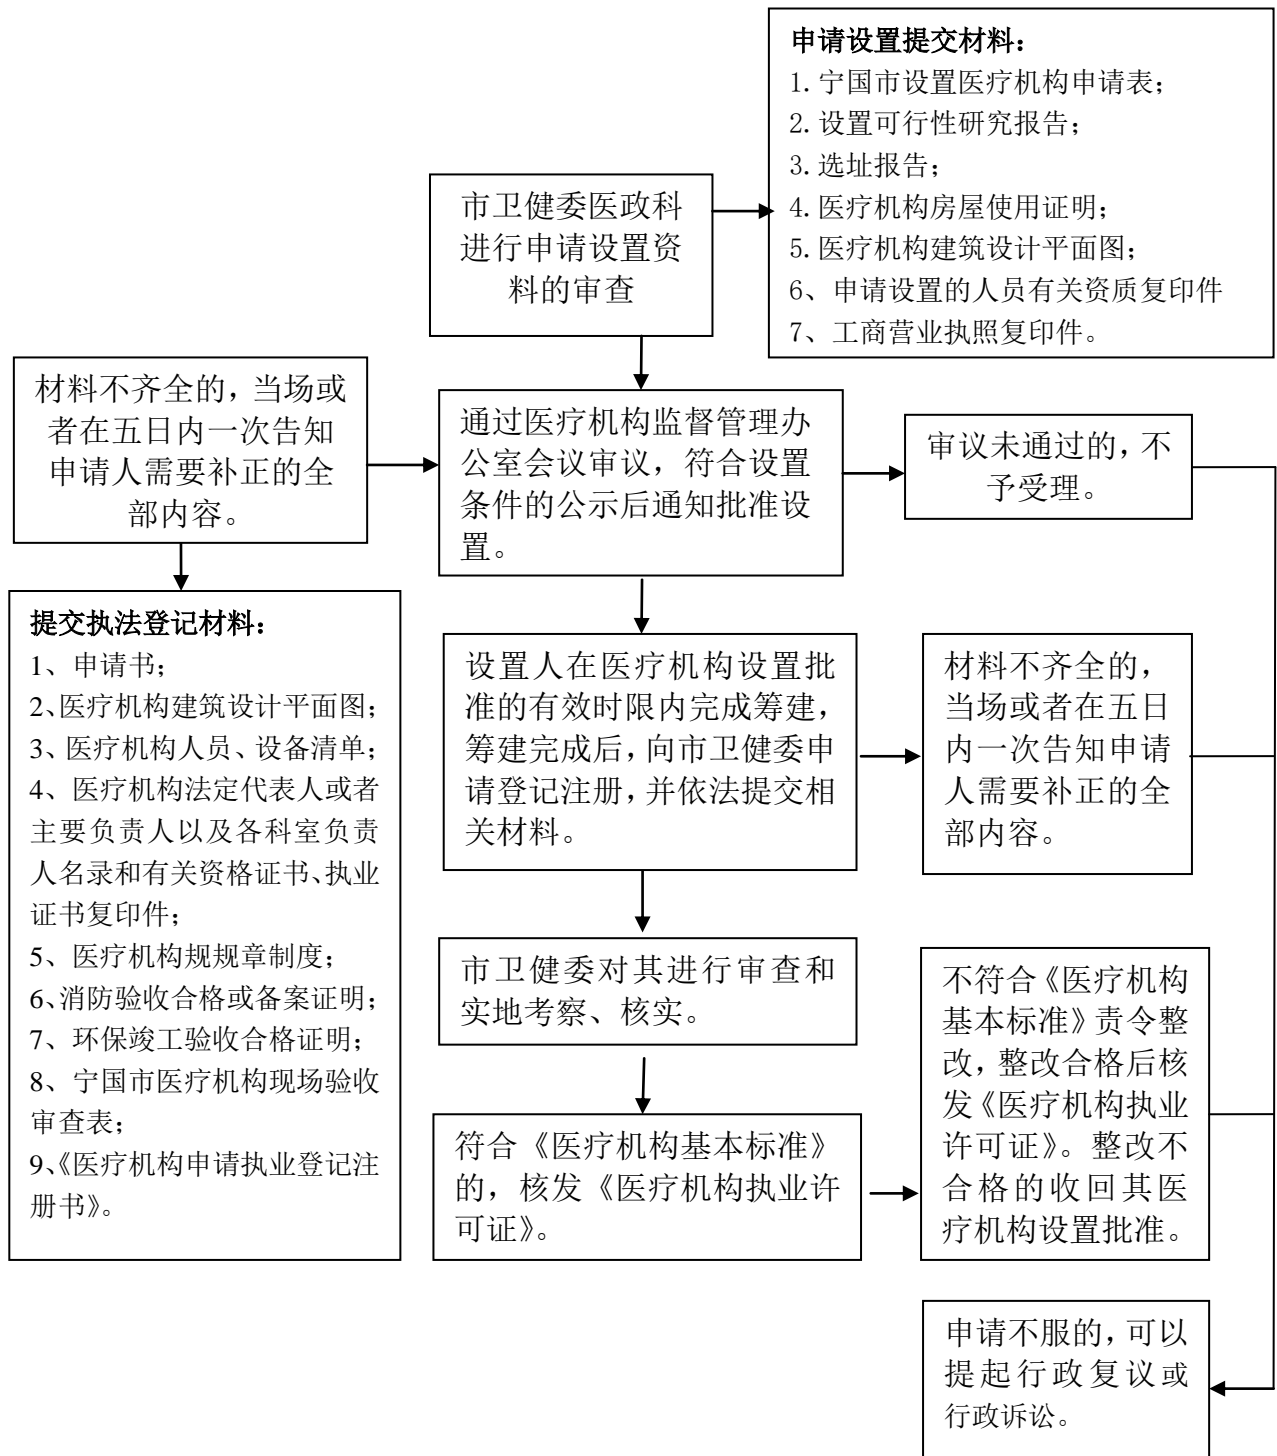 申请设置提交材料：
1.宁国市设置医疗机构申请表；
2.设置可行性研究报告；
3.选址报告；
4.医疗机构房屋使用证明；
5.医疗机构建筑设计平面图；
6、申请设置的人员有关资质复印件
7、工商营业执照复印件。
市卫健委医政科
进行申请设置资
料的审查
材料不齐全的，当场或
者在五日内一次告知
申请人需要补正的全
部内容。
通过医疗机构监督管理办
公室会议审议，符合设置
条件的公示后通知批准设
置。
审议未通过的，不
予受理。
提交执法登记材料：
1、申请书；
2、医疗机构建筑设计平面图；
3、医疗机构人员、设备清单；
4、医疗机构法定代表人或者
主要负责人以及各科室负责
人名录和有关资格证书、执业
证书复印件；
5、医疗机构规规章制度；
6、消防验收合格或备案证明；
7、环保竣工验收合格证明；
8、宁国市医疗机构现场验收
审查表；
9、《医疗机构申请执业登记注
册书》。
设置人在医疗机构设置批
准的有效时限内完成筹建，
筹建完成后，向市卫健委申
请登记注册，并依法提交相
关材料。
材料不齐全的，
当场或者在五日
内一次告知申请
人需要补正的全
部内容。
市卫健委对其进行审查和
实地考察、核实。
不符合《医疗机构
基本标准》责令整
改，整改合格后核
发《医疗机构执业
许可证》。整改不
合格的收回其医
疗机构设置批准。
符合《医疗机构基本标准》
的，核发《医疗机构执业许
可证》。
申请不服的，可以
提起行政复议或
行政诉讼。